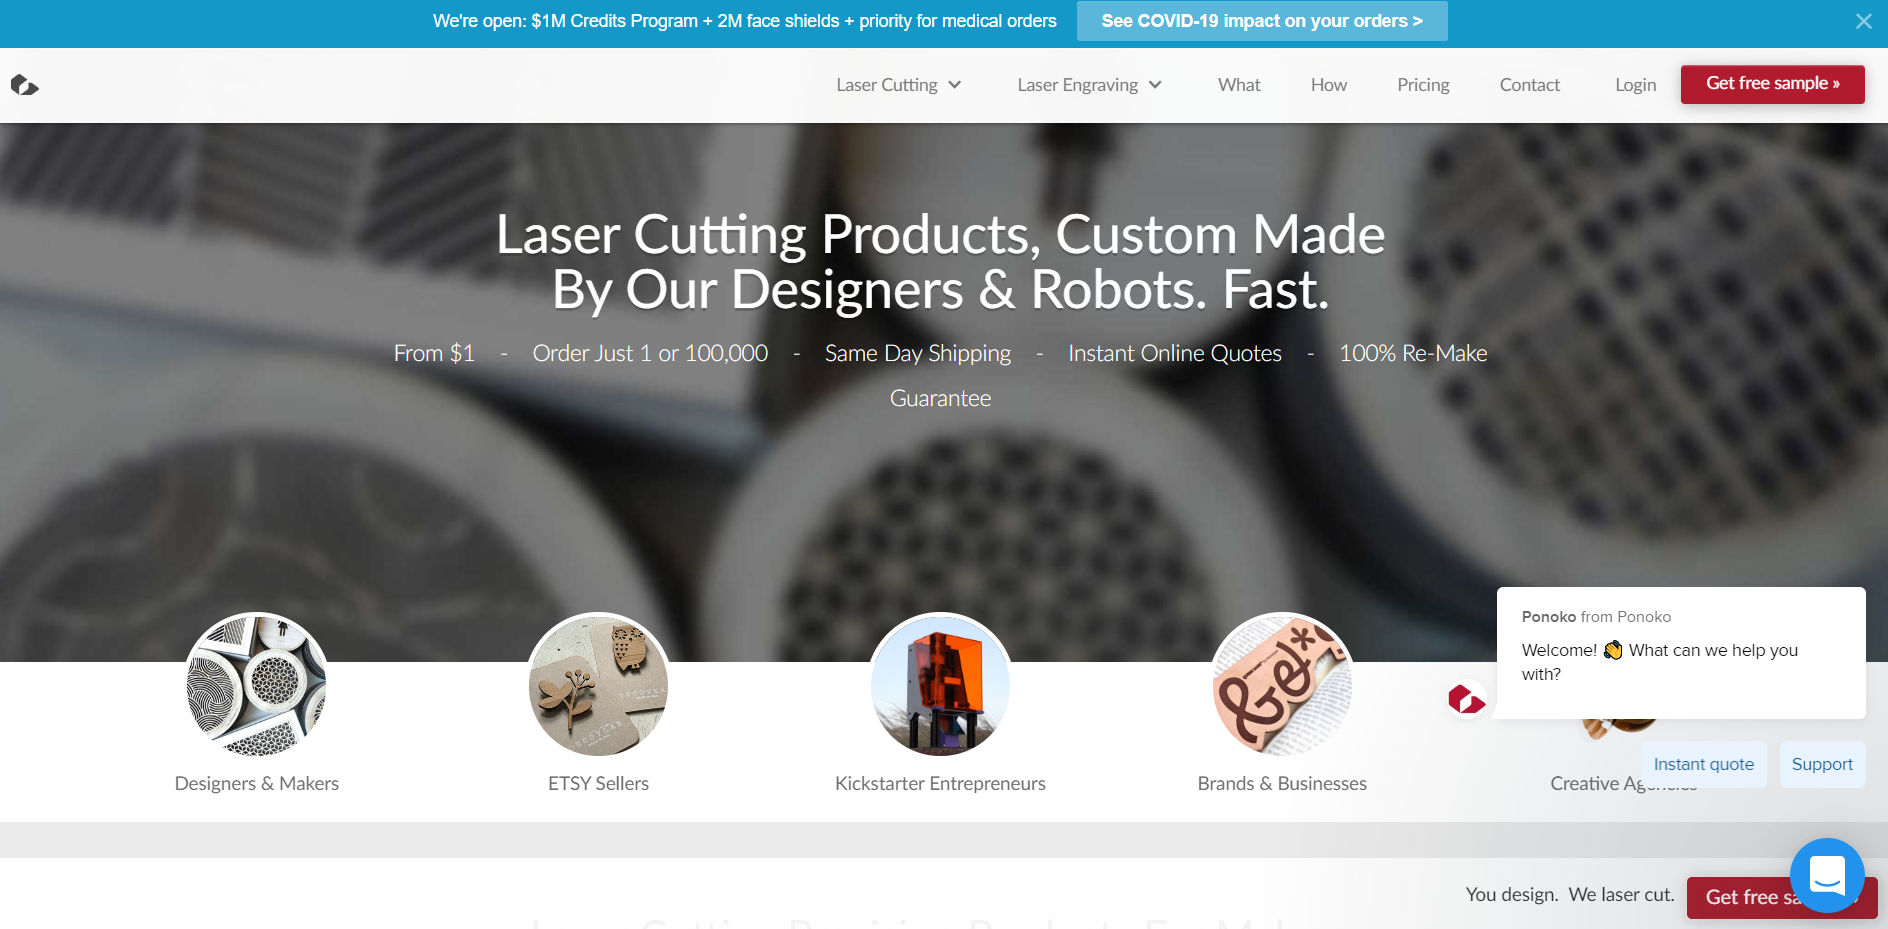 We're open: $1M Credits Program + 2M face shields + priority for medical orders
See COVID-19 impact on your orders >
Laser Cutting
Laser Engraving
What
How
Pricing
Contact
Login
Get free sample »
Laser Cutting Products, Custom Made
By Our Designers & Robots. Fast.
From $1 - Order Just 1 or 100,000 - Same Day Shipping - Instant Online Quotes - 100% Re-Make
Guarantee
Ponoko from Ponoko
Welcome! 👋 What can we help you
with?
Designers & Makers
ETSY Sellers
Kickstarter Entrepreneurs
Brands & Businesses
Creative Agencies
Instant quote
Support
You design. We laser cut.
Get free sa